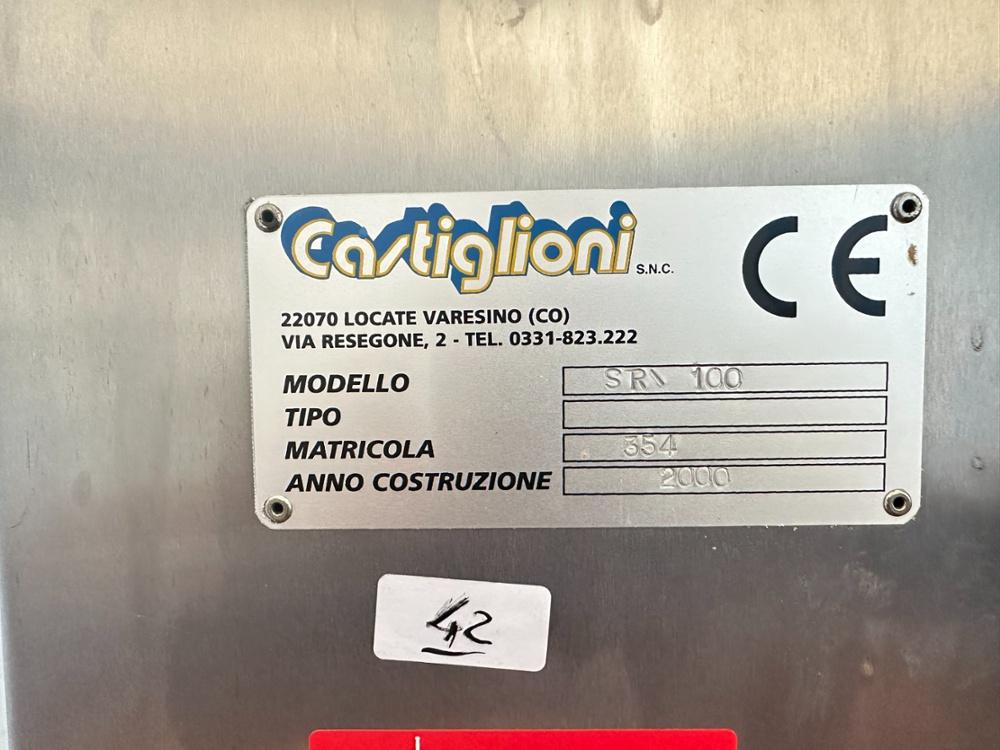 Castiglioni S.N.C.
CE
22070 LOCATE VARESINO (CO)
VIA RESEGONE, 2 - TEL. 0331-823.222
MODELLO 100
TIPO
MATRICOLA 354
ANNO COSTRUZIONE 2000
42